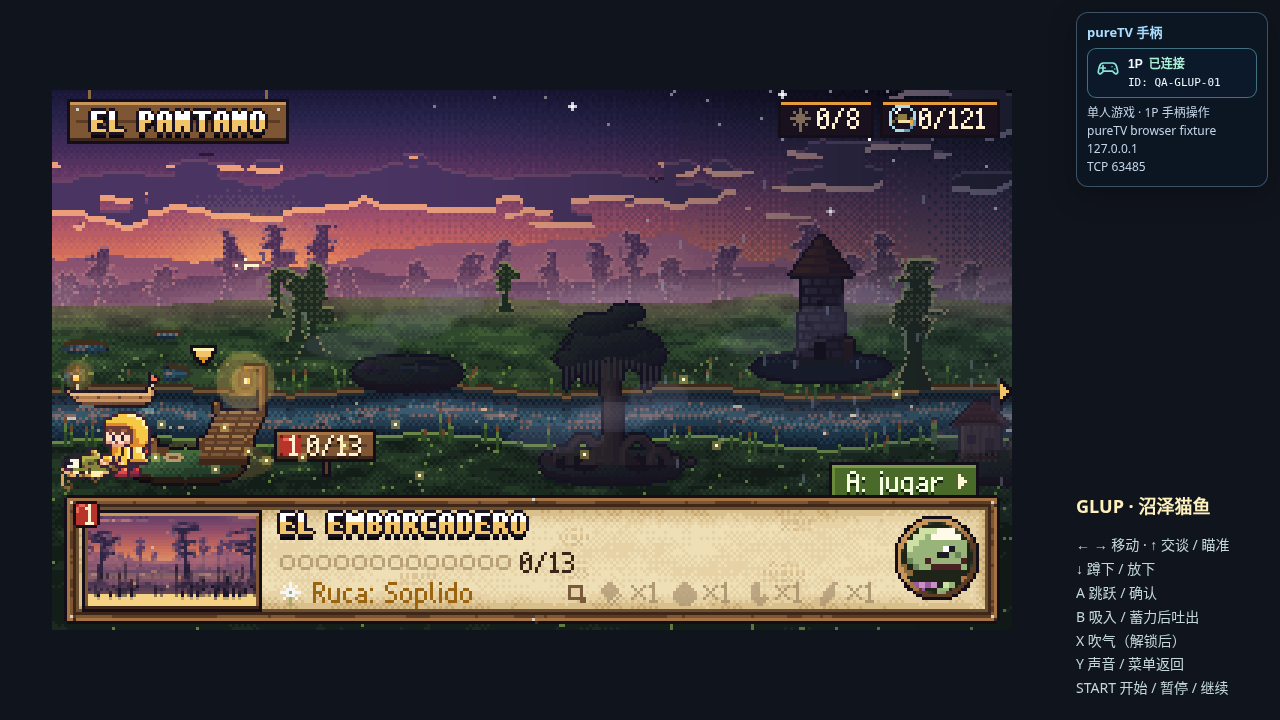 EL PANTANO
0/8
0/121
1 0/13
A: jugar
1
EL EMBARCADERO
0/13
Ruca: Soplido
x1 x1 x1 x1
pureTV 手柄
1P 已连接
ID: QA-GLUP-01
单人游戏 · 1P 手柄操作
pureTV browser fixture
127.0.0.1
TCP 63485
GLUP · 沼泽猫鱼
← → 移动 · ↑ 交谈 / 瞄准
↓ 蹲下 / 放下
A 跳跃 / 确认
B 吸入 / 蓄力后吐出
X 吹气（解锁后）
Y 声音 / 菜单返回
START 开始 / 暂停 / 继续